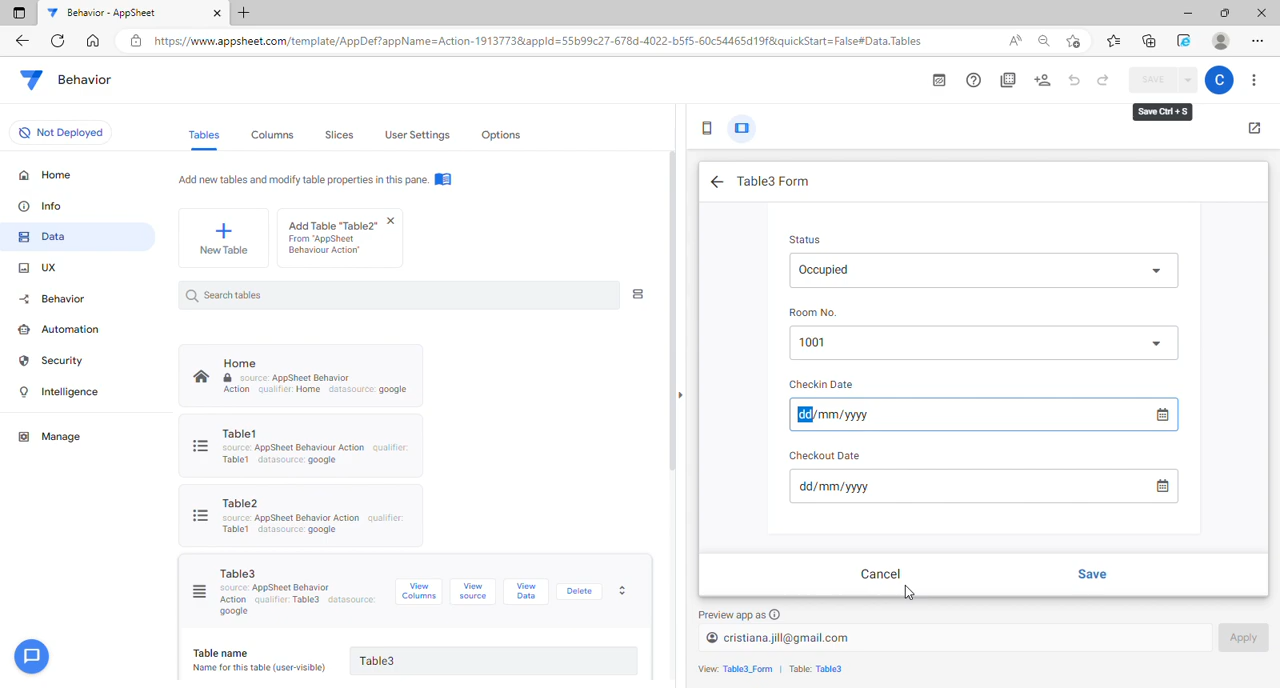 Behavior - AppSheet
https://www.appsheet.com/template/AppDef?appName=Action-1913773&appId=55b99c27-678d-4022-b5f5-60c54465d19f&quickStart=False#Data.Tables
Behavior
SAVE
C
Save Ctrl + S
Not Deployed
Home
Info
Data
UX
Behavior
Automation
Security
Intelligence
Manage
Tables
Columns
Slices
User Settings
Options
Add new tables and modify table properties in this pane.
New Table
Add Table "Table2"
From "AppSheet
Behaviour Action"
Search tables
Home
source: AppSheet Behavior
Action qualifier: Home datasource: google
Table1
source: AppSheet Behaviour Action qualifier:
Table1 datasource: google
Table2
source: AppSheet Behavior Action qualifier:
Table1 datasource: google
Table3
source: AppSheet Behavior
Action qualifier: Table3 datasource:
google
View
Columns
View
source
View
Data
Delete
Table name
Name for this table (user-visible)
Table3
Table3 Form
Status
Occupied
Room No.
1001
Checkin Date
dd/mm/yyyy
Checkout Date
dd/mm/yyyy
Cancel
Save
Preview app as
cristiana.jill@gmail.com
Apply
View: Table3_Form | Table: Table3